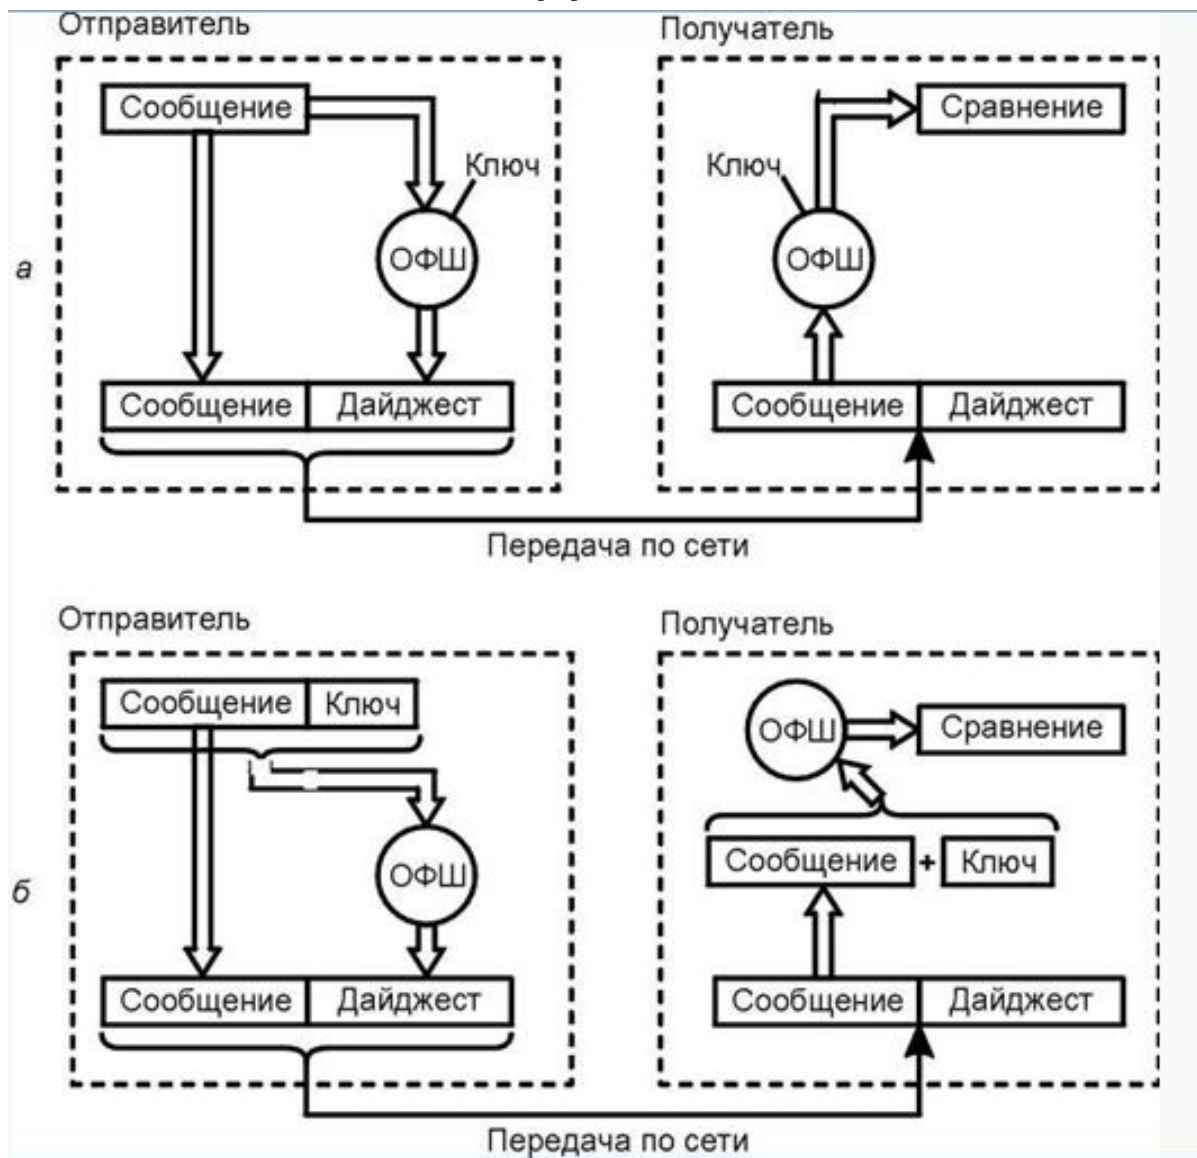 Отправитель
Получатель
Сообщение
Сравнение
Ключ
Ключ
а
ОФШ
ОФШ
Сообщение Дайджест
Сообщение Дайджест
Передача по сети
Отправитель
Получатель
Сообщение Ключ
ОФШ
Сравнение
б
ОФШ
Сообщение + Ключ
Сообщение Дайджест
Сообщение Дайджест
Передача по сети